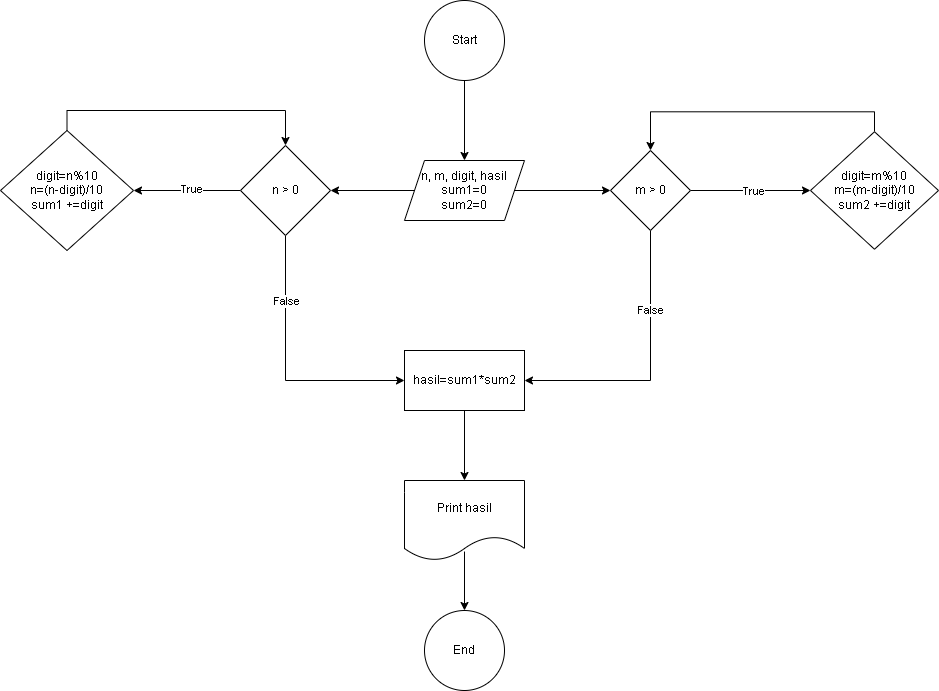 Start
digit=n%10
n=(n-digit)/10
sum1 +=digit
True
n > 0
n, m, digit, hasil
sum1=0
sum2=0
m > 0
True
digit=m%10
m=(m-digit)/10
sum2 +=digit
False
False
hasil=sum1*sum2
Print hasil
End